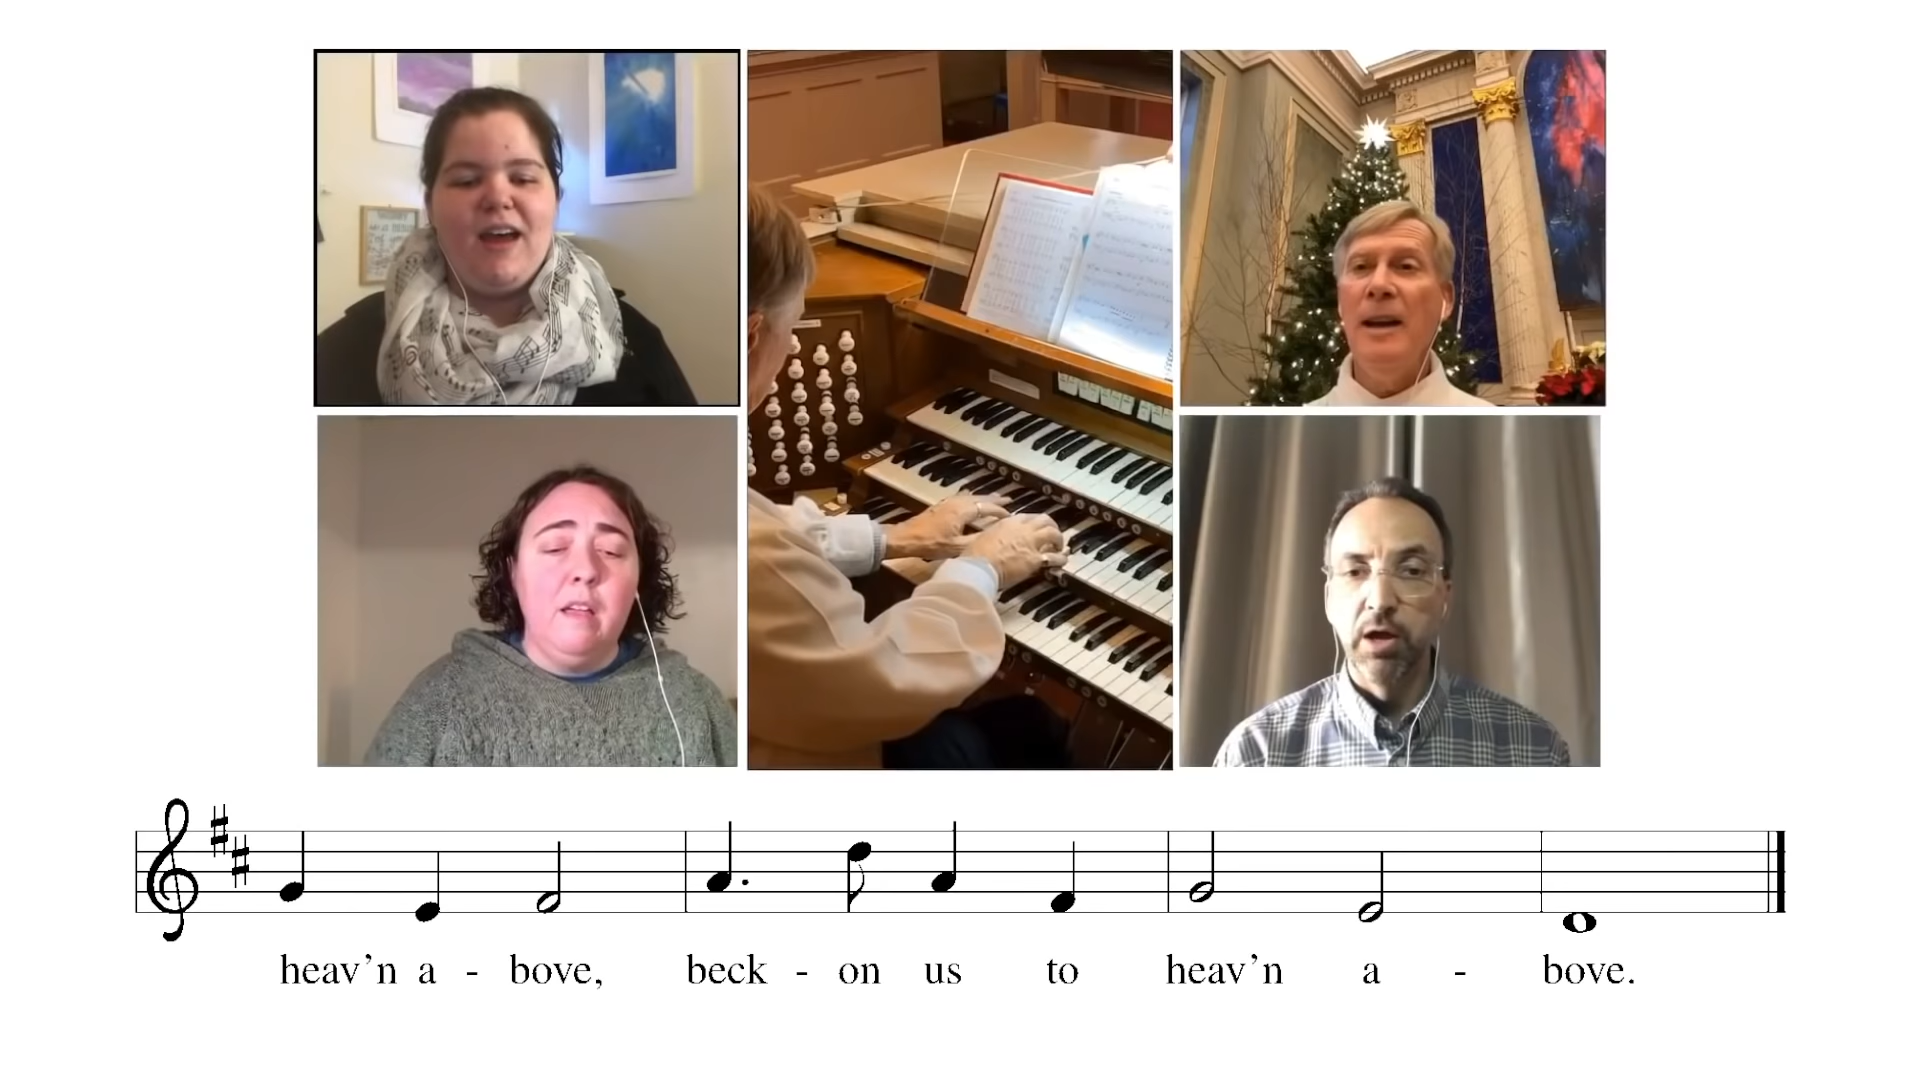 heav’n a - bove, beck - on us to heav’n a - bove.